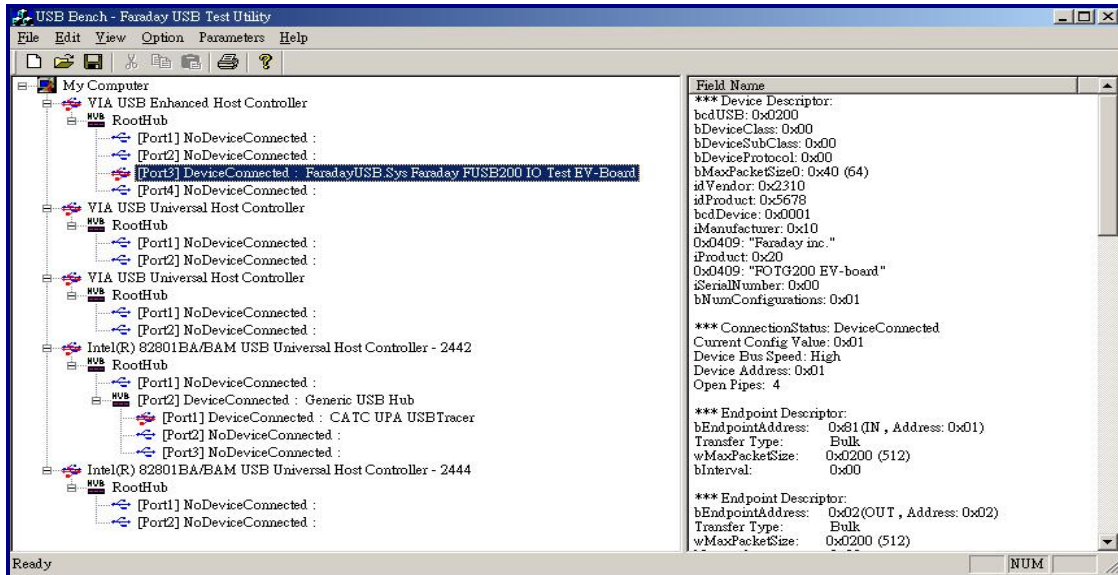 USB Bench - Faraday USB Test Utility
File Edit View Option Parameters Help
My Computer
VIA USB Enhanced Host Controller
HUB RootHub
[Port1] NoDeviceConnected :
[Port2] NoDeviceConnected :
[Port3] DeviceConnected : FaradayUSB.Sys Faraday FUSB200 IO Test EV-Board
[Port4] NoDeviceConnected :
VIA USB Universal Host Controller
HUB RootHub
[Port1] NoDeviceConnected :
[Port2] NoDeviceConnected :
VIA USB Universal Host Controller
HUB RootHub
[Port1] NoDeviceConnected :
[Port2] NoDeviceConnected :
Intel(R) 82801BA/BAM USB Universal Host Controller - 2442
HUB RootHub
[Port1] NoDeviceConnected :
HUB [Port2] DeviceConnected : Generic USB Hub
[Port1] DeviceConnected : CATC UPA USBTracer
[Port2] NoDeviceConnected :
[Port3] NoDeviceConnected :
Intel(R) 82801BA/BAM USB Universal Host Controller - 2444
HUB RootHub
[Port1] NoDeviceConnected :
[Port2] NoDeviceConnected :
Field Name
*** Device Descriptor:
bcdUSB: 0x0200
bDeviceClass: 0x00
bDeviceSubClass: 0x00
bDeviceProtocol: 0x00
bMaxPacketSize0: 0x40 (64)
idVendor: 0x2310
idProduct: 0x5678
bcdDevice: 0x0001
iManufacturer: 0x10
0x0409: "Faraday inc."
iProduct: 0x20
0x0409: "FOTG200 EV-board"
iSerialNumber: 0x00
bNumConfigurations: 0x01
*** ConnectionStatus: DeviceConnected
Current Config Value: 0x01
Device Bus Speed: High
Device Address: 0x01
Open Pipes: 4
*** Endpoint Descriptor:
bEndpointAddress: 0x81(IN , Address: 0x01)
Transfer Type: Bulk
wMaxPacketSize: 0x0200 (512)
bInterval: 0x00
*** Endpoint Descriptor:
bEndpointAddress: 0x02(OUT , Address: 0x02)
Transfer Type: Bulk
wMaxPacketSize: 0x0200 (512)
Ready
NUM